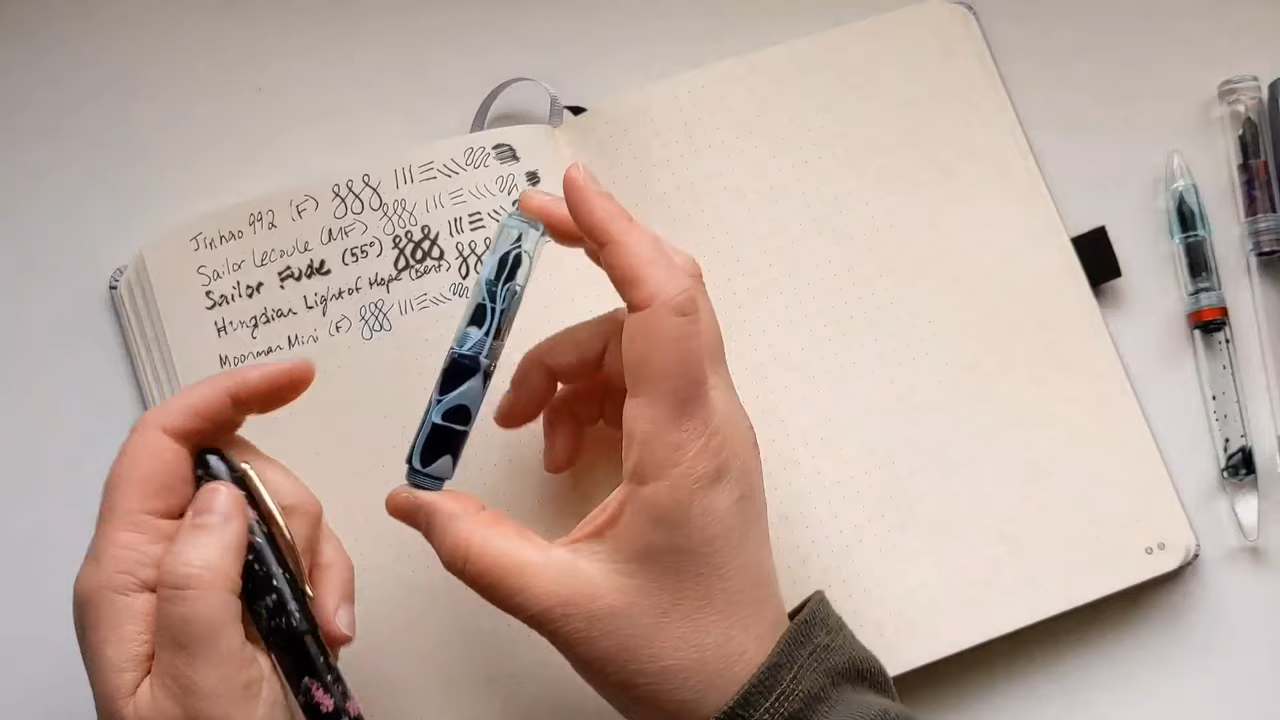 Jinhao 992 (F)
Sailor Lecoule (MF)
Sailor Fude (55°)
Hongdian Light of Hope (Bent)
Moonman Mini (F)